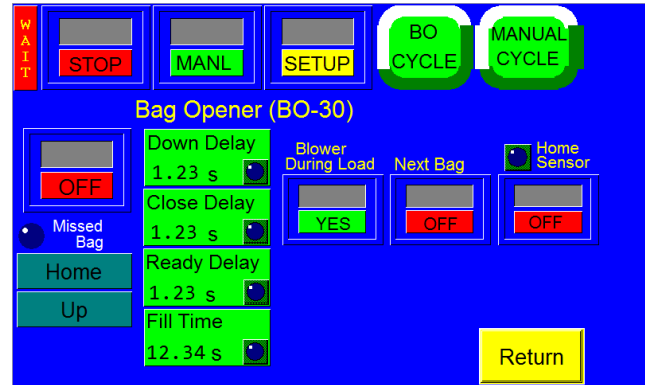 WAIT
STOP
MANL
SETUP
BO
CYCLE
MANUAL
CYCLE
Bag Opener (BO-30)
OFF
Missed
Bag
Home
Up
Down Delay
1.23 s
Close Delay
1.23 s
Ready Delay
1.23 s
Fill Time
12.34 s
Blower
During Load
YES
Next Bag
OFF
Home
Sensor
OFF
Return